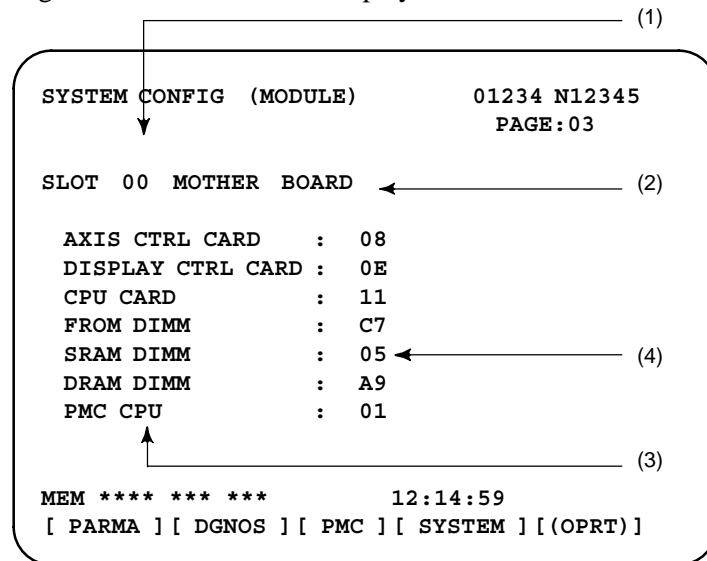 (1)
SYSTEM CONFIG (MODULE) 01234 N12345
PAGE:03
SLOT 00 MOTHER BOARD (2)
AXIS CTRL CARD : 08
DISPLAY CTRL CARD : 0E
CPU CARD : 11
FROM DIMM : C7
SRAM DIMM : 05 (4)
DRAM DIMM : A9
PMC CPU : 01
(3)
MEM **** *** *** 12:14:59
[ PARMA ][ DGNOS ][ PMC ][ SYSTEM ][(OPRT)]